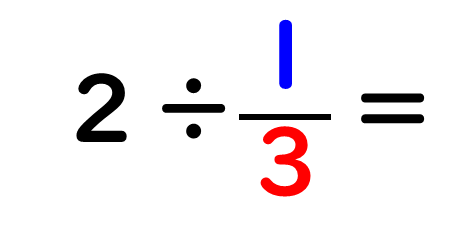 2 ÷ 1/3 =